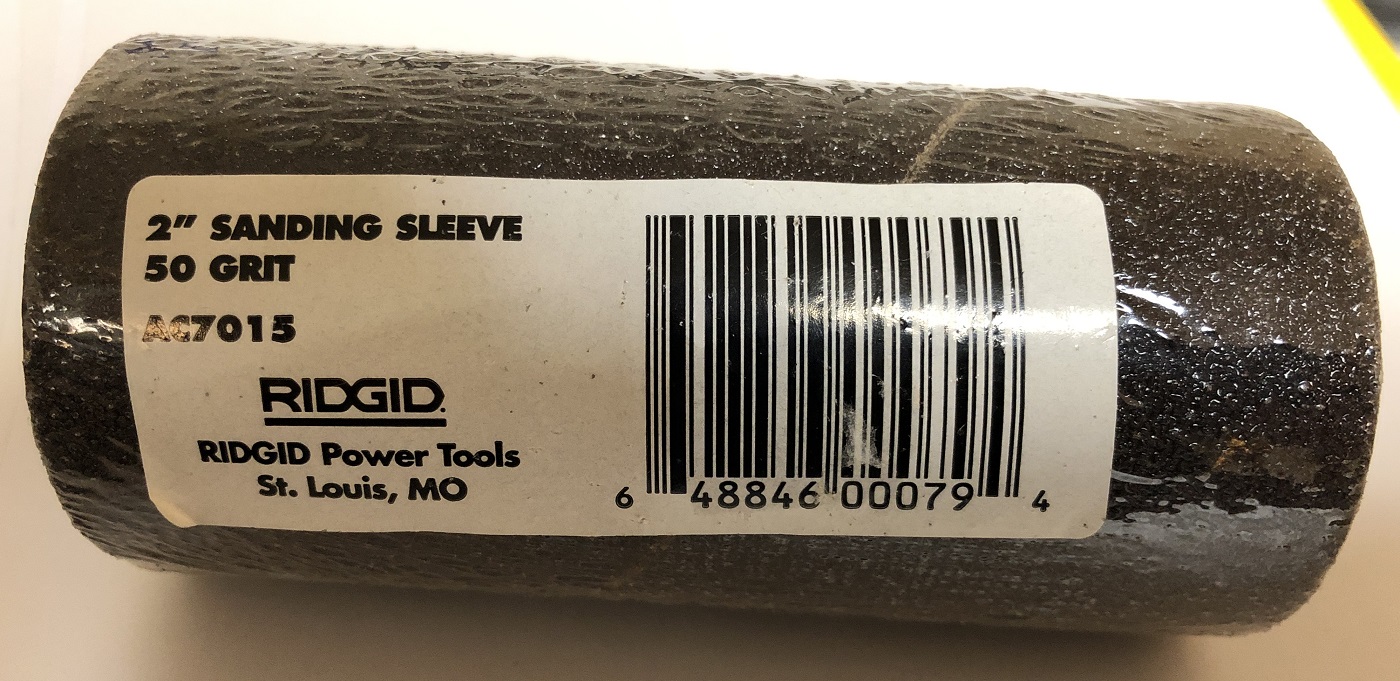 2" SANDING SLEEVE
50 GRIT
AC7015
RIDGID
RIDGID Power Tools
St. Louis, MO
6 48846 00079 4